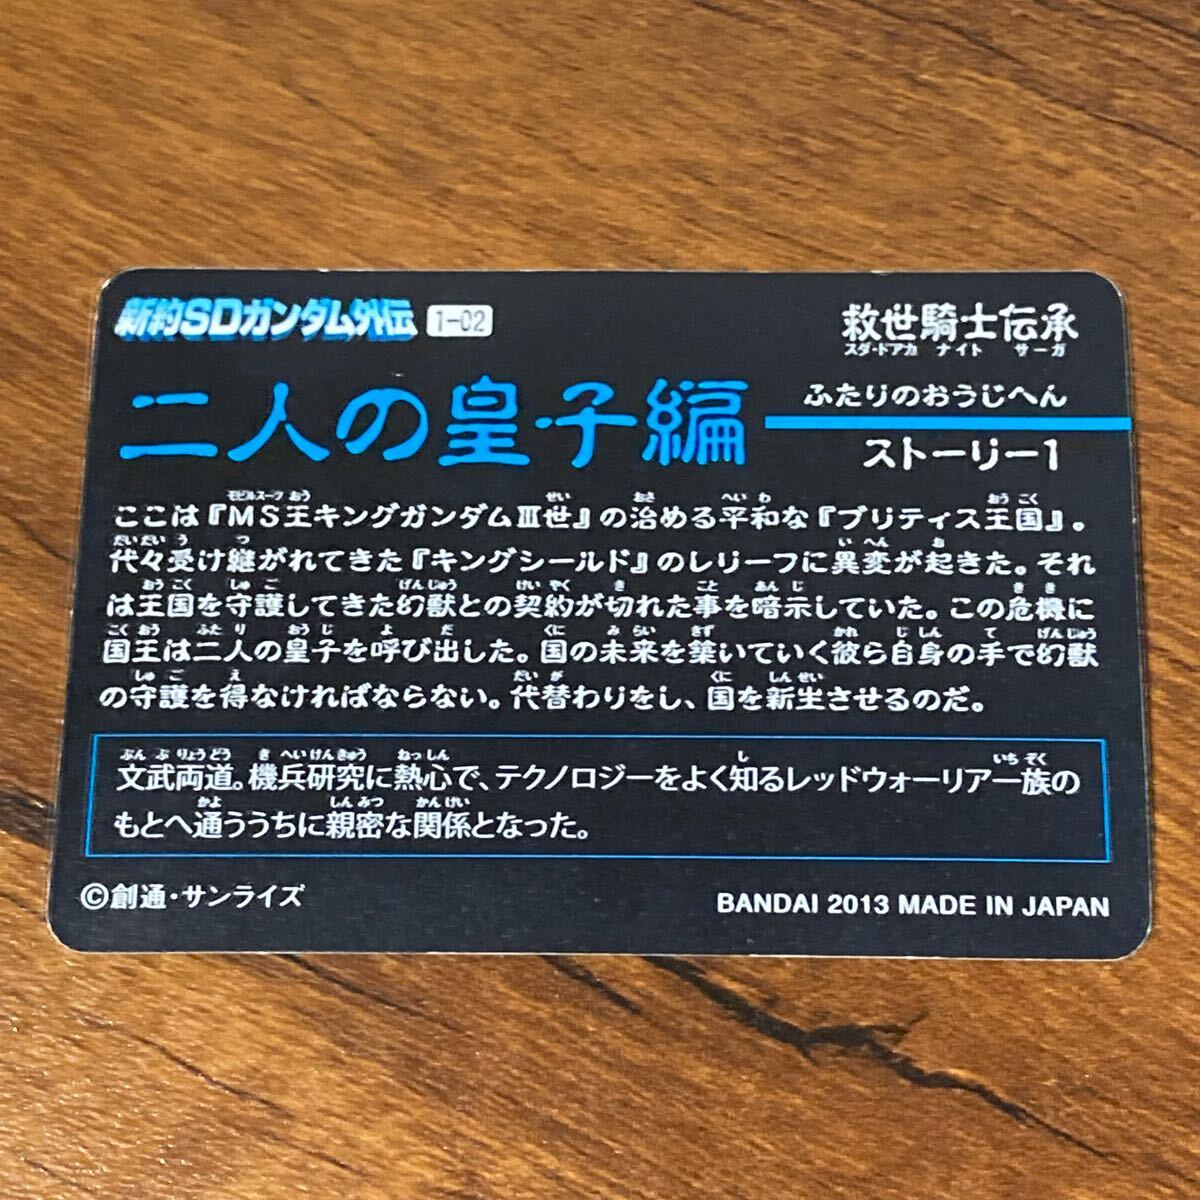 新約SDガンダム外伝 1-02
救世騎士伝承
スダ・ドアカ ナイト サーガ
二人の皇子編
ふたりのおうじへん
ストーリー1
ここは『MS王キングガンダムⅢ世』の治める平和な『ブリティス王国』。
代々受け継がれてきた『キングシールド』のレリーフに異変が起きた。それ
は王国を守護してきた幻獣との契約が切れた事を暗示していた。この危機に
国王は二人の皇子を呼び出した。国の未来を築いていく彼ら自身の手で幻獣
の守護を得なければならない。代替わりをし、国を新生させるのだ。
文武両道。機兵研究に熱心で、テクノロジーをよく知るレッドウォーリアー族の
もとへ通ううちに親密な関係となった。
©創通・サンライズ
BANDAI 2013 MADE IN JAPAN